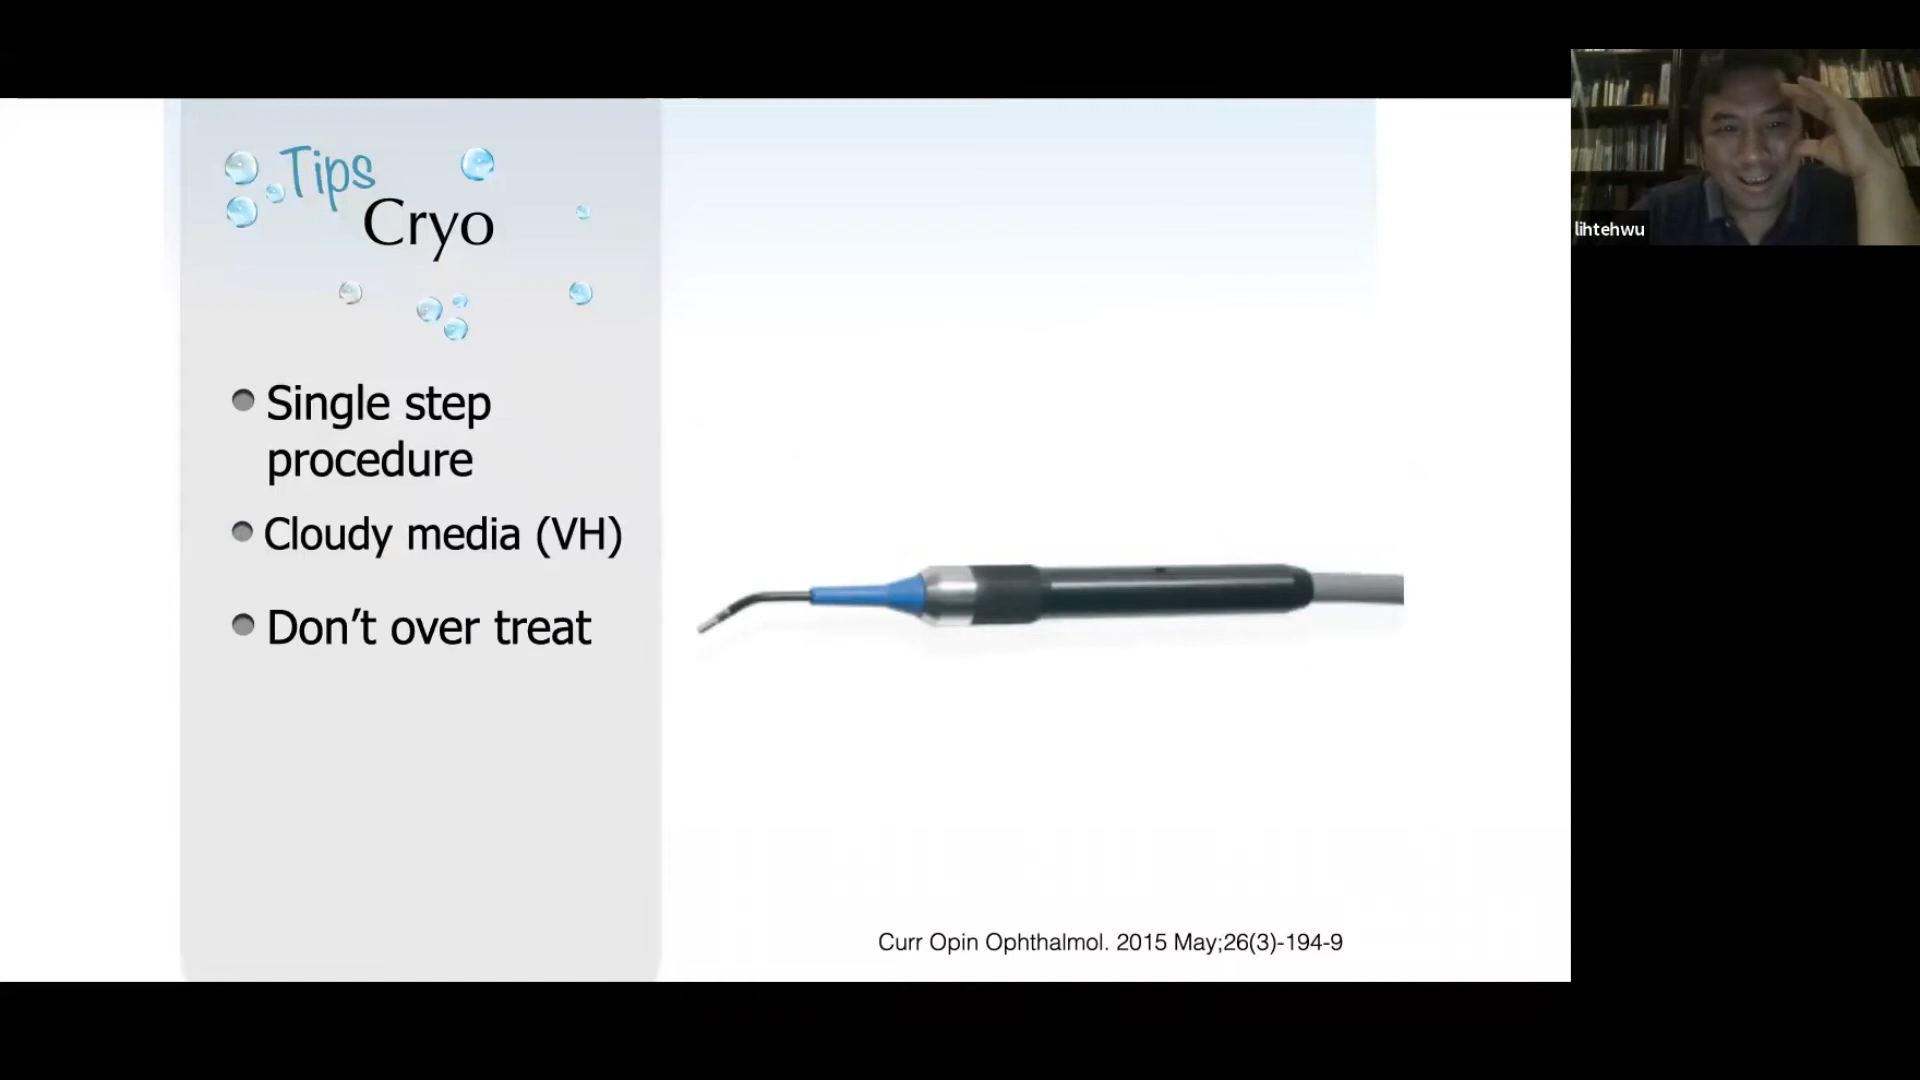 Tips
Cryo
Single step
procedure
Cloudy media (VH)
Don’t over treat
Curr Opin Ophthalmol. 2015 May;26(3)-194-9
lihtehwu